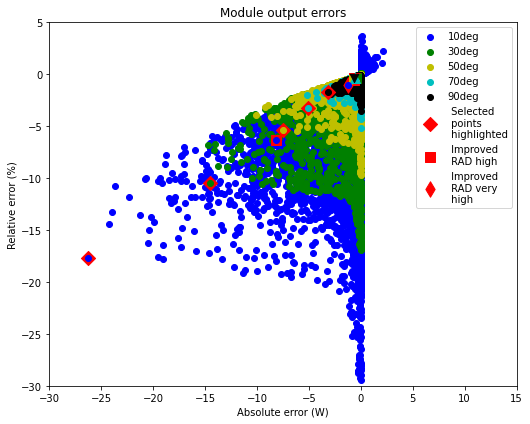 Module output errors
10deg
30deg
50deg
70deg
90deg
Selected
points
highlighted
Improved
RAD high
Improved
RAD very
high
5
0
−5
−10
−15
−20
−25
−30
Relative error (%)
−30
−25
−20
−15
−10
−5
0
5
10
15
Absolute error (W)